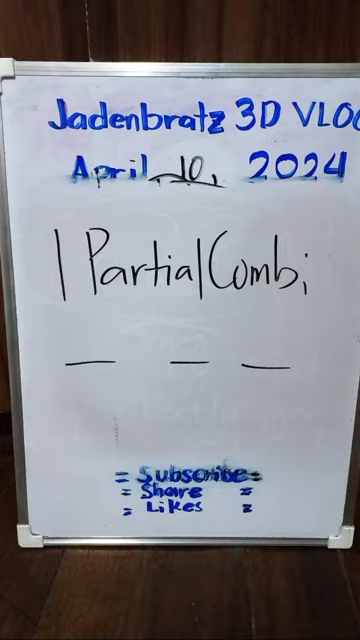 Jadenbratz 3D VLOG
April 10, 2024
1 Partial Combi
_ _ _
= Subscribe =
= Share =
= Likes =